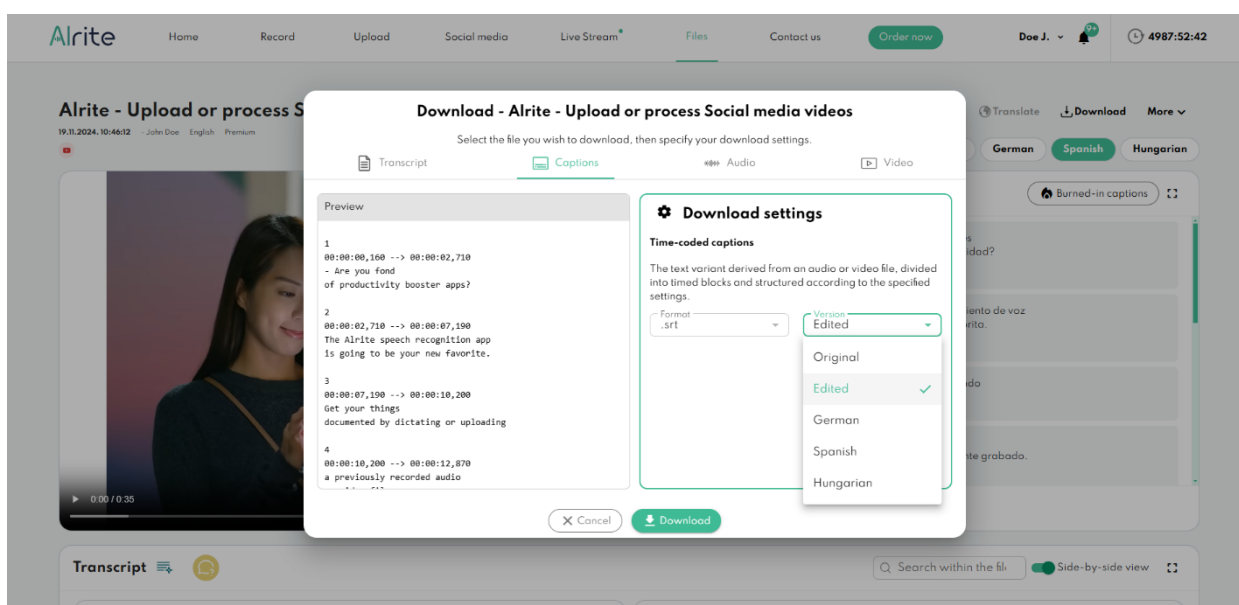 Alrite
Home Record Upload Social media Live Stream Files Contact us Order now Doe J. 9+ 4987:52:42
Alrite - Upload or process S
19.11.2024. 10:46:12 - John Doe English Premium
Translate Download More
German Spanish Hungarian
Burned-in captions
idad?
iento de voz
rita.
te grabado.
0:00 / 0:35
Download - Alrite - Upload or process Social media videos
Select the file you wish to download, then specify your download settings.
Transcript Captions Audio Video
Preview
1
00:00:00,160 --> 00:00:02,710
- Are you fond
of productivity booster apps?
2
00:00:02,710 --> 00:00:07,190
The Alrite speech recognition app
is going to be your new favorite.
3
00:00:07,190 --> 00:00:10,200
Get your things
documented by dictating or uploading
4
00:00:10,200 --> 00:00:12,870
a previously recorded audio
Download settings
Time-coded captions
The text variant derived from an audio or video file, divided
into timed blocks and structured according to the specified
settings.
Format
.srt
Version
Edited
Original
Edited
German
Spanish
Hungarian
Cancel Download
Transcript
Search within the fil
Side-by-side view